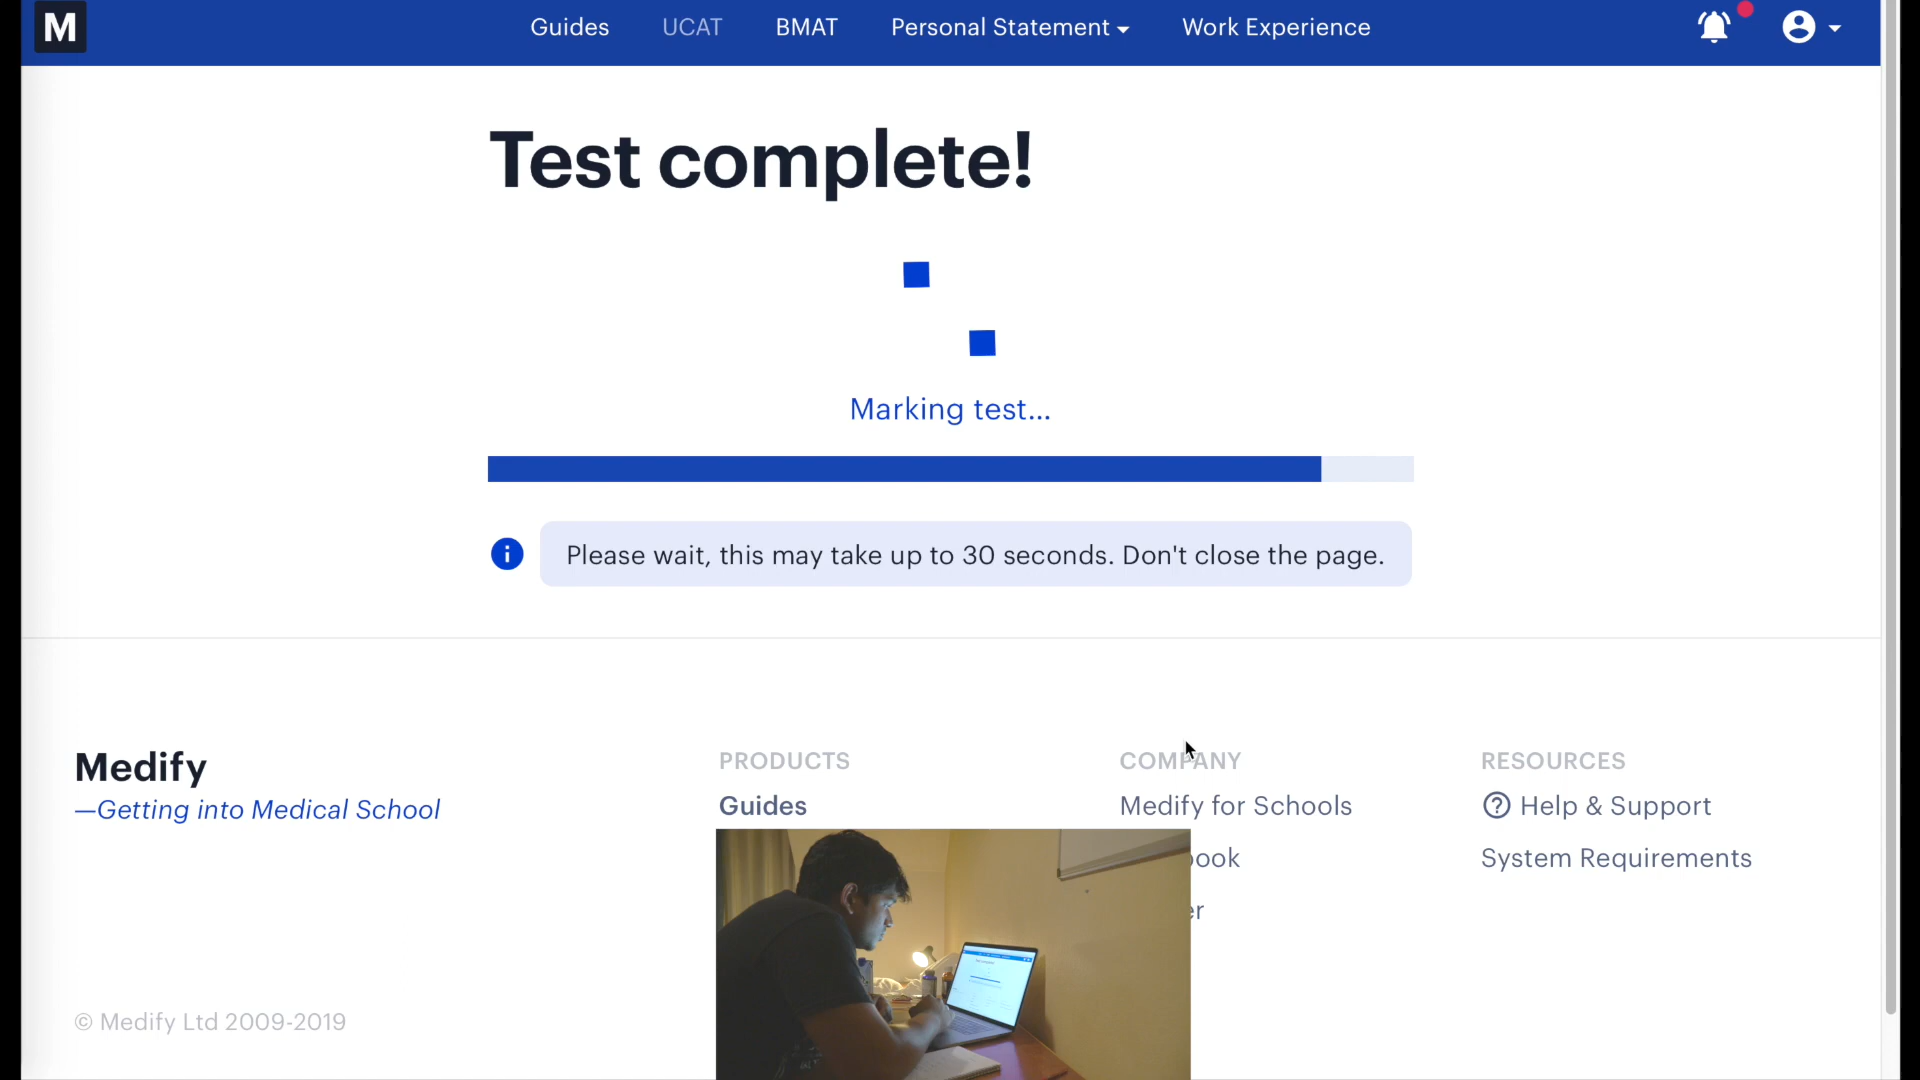 M
Guides UCAT BMAT Personal Statement Work Experience
Test complete!
Marking test...
i Please wait, this may take up to 30 seconds. Don't close the page.
Medify
—Getting into Medical School
PRODUCTS
Guides
COMPANY
Medify for Schools
ook
er
RESOURCES
? Help & Support
System Requirements
© Medify Ltd 2009-2019